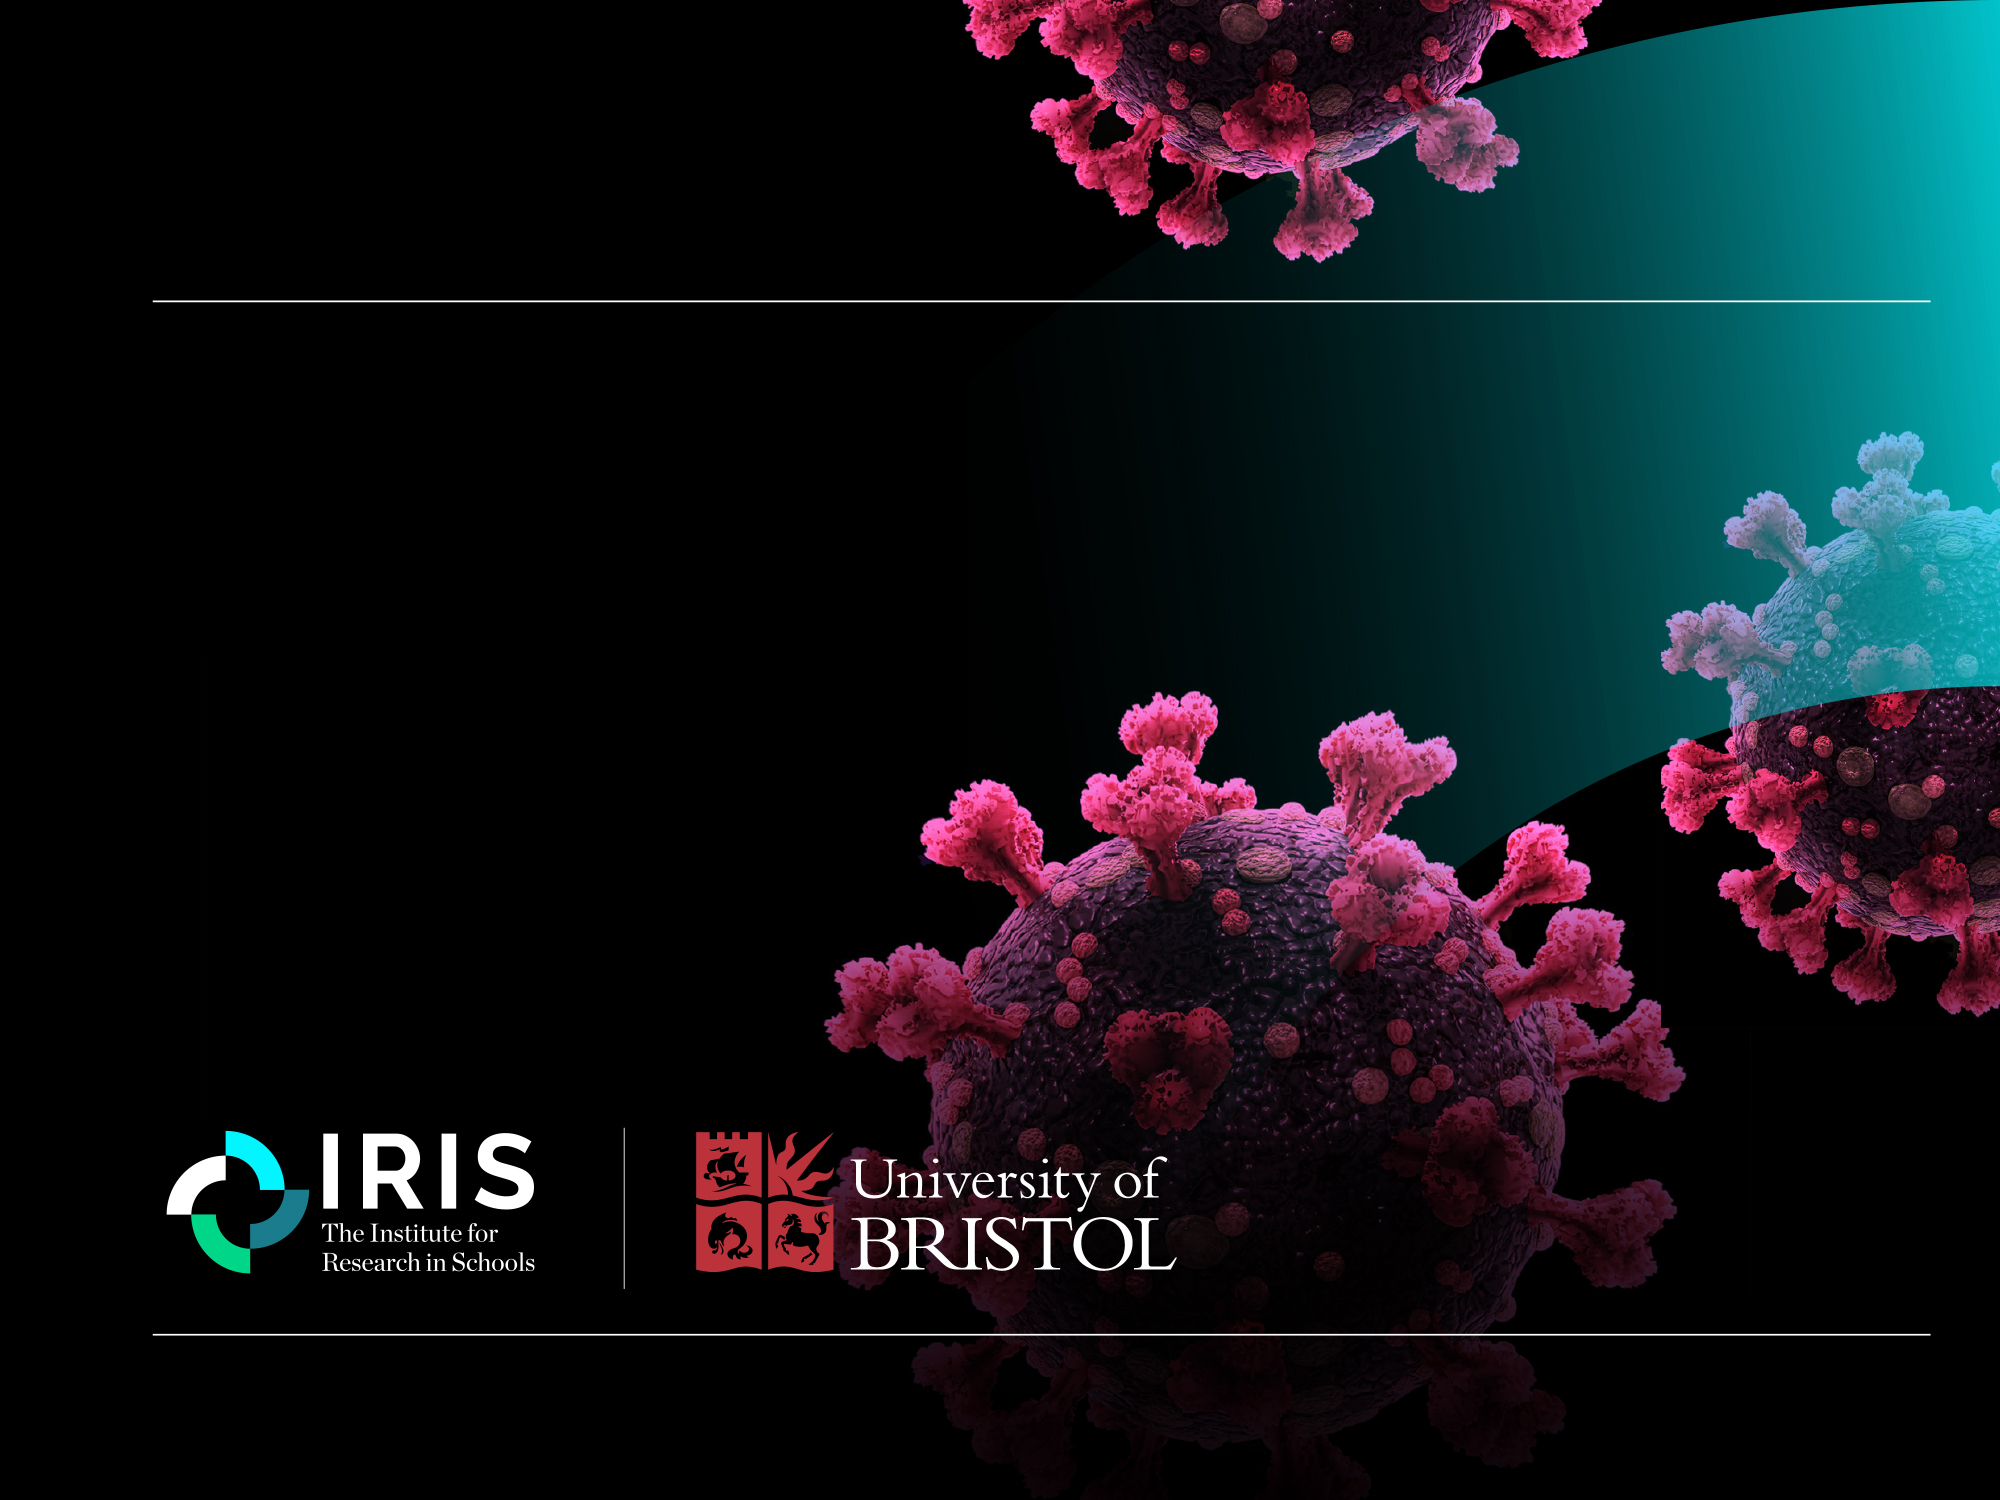 IRIS
The Institute for
Research in Schools
University of
BRISTOL